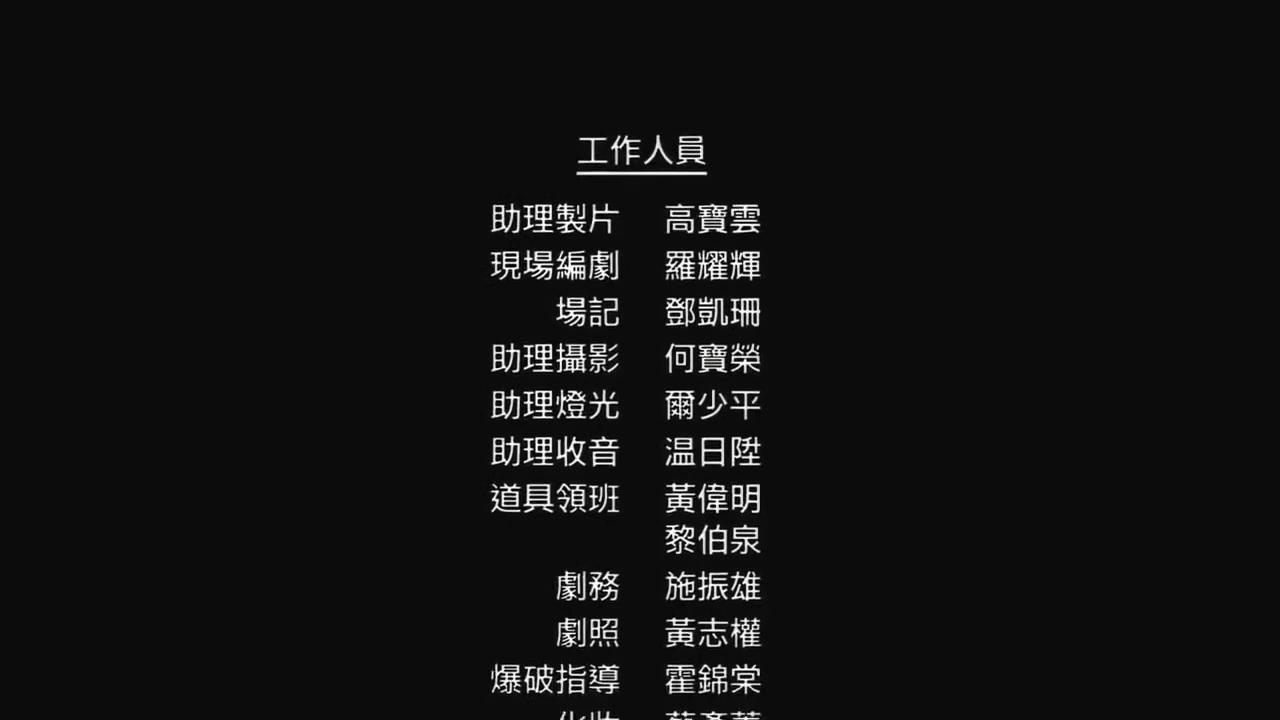 工作人員
助理製片 高寶雲
現場編劇 羅耀輝
場記 鄧凱珊
助理攝影 何寶榮
助理燈光 爾少平
助理收音 温日陞
道具領班 黃偉明
黎伯泉
劇務 施振雄
劇照 黃志權
爆破指導 霍錦棠